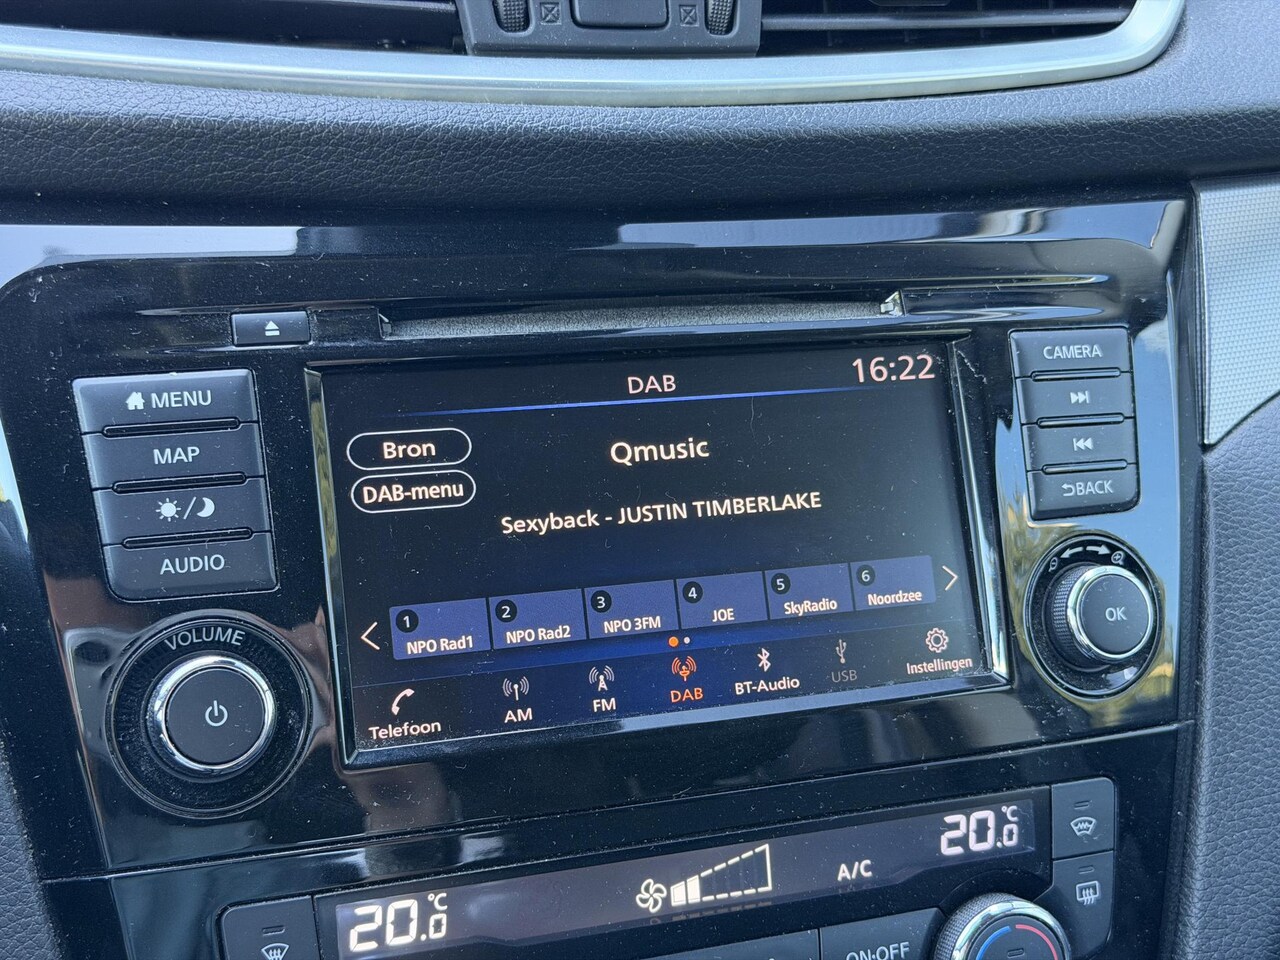 DAB
16:22
Bron
Qmusic
DAB-menu
Sexyback - JUSTIN TIMBERLAKE
1 NPO Rad1
2 NPO Rad2
3 NPO 3FM
4 JOE
5 SkyRadio
6 Noordzee
Telefoon
AM
FM
DAB
BT-Audio
USB
Instellingen
MENU
MAP
AUDIO
VOLUME
CAMERA
BACK
OK
20.0°C
A/C
20.0°C
ON·OFF